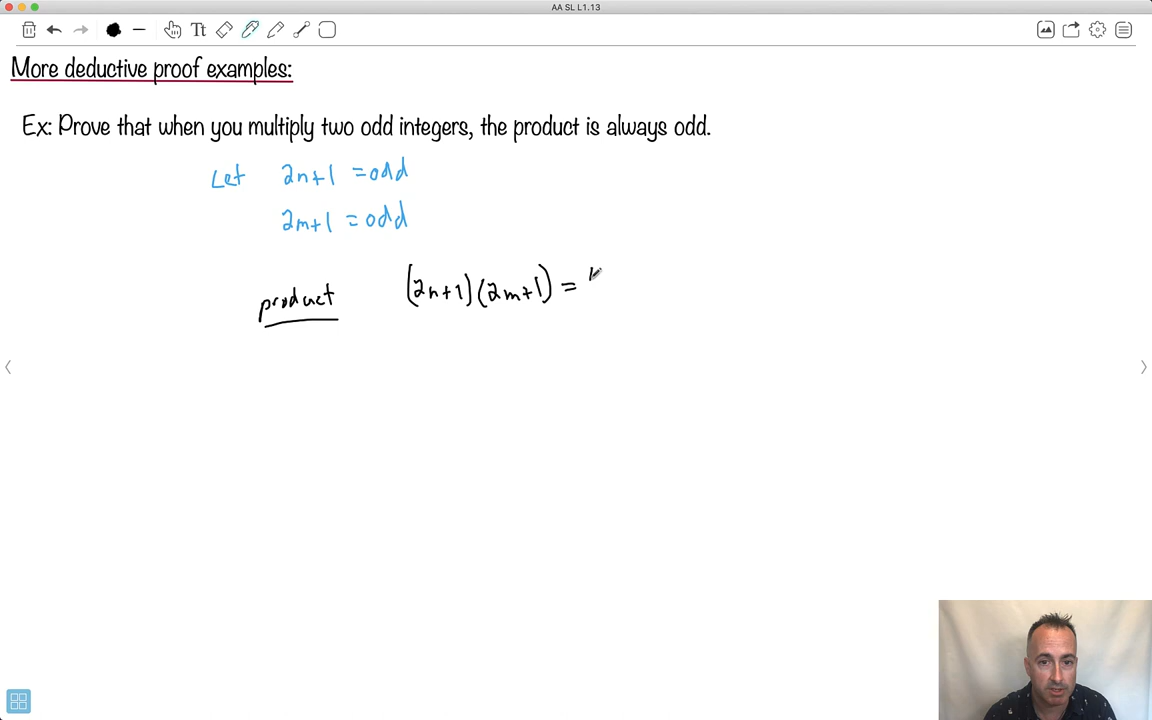 AA SL L1.13
Tt
More deductive proof examples:
Ex: Prove that when you multiply two odd integers, the product is always odd.
Let 2n+1 = odd
2m+1 = odd
product (2n+1)(2m+1) =